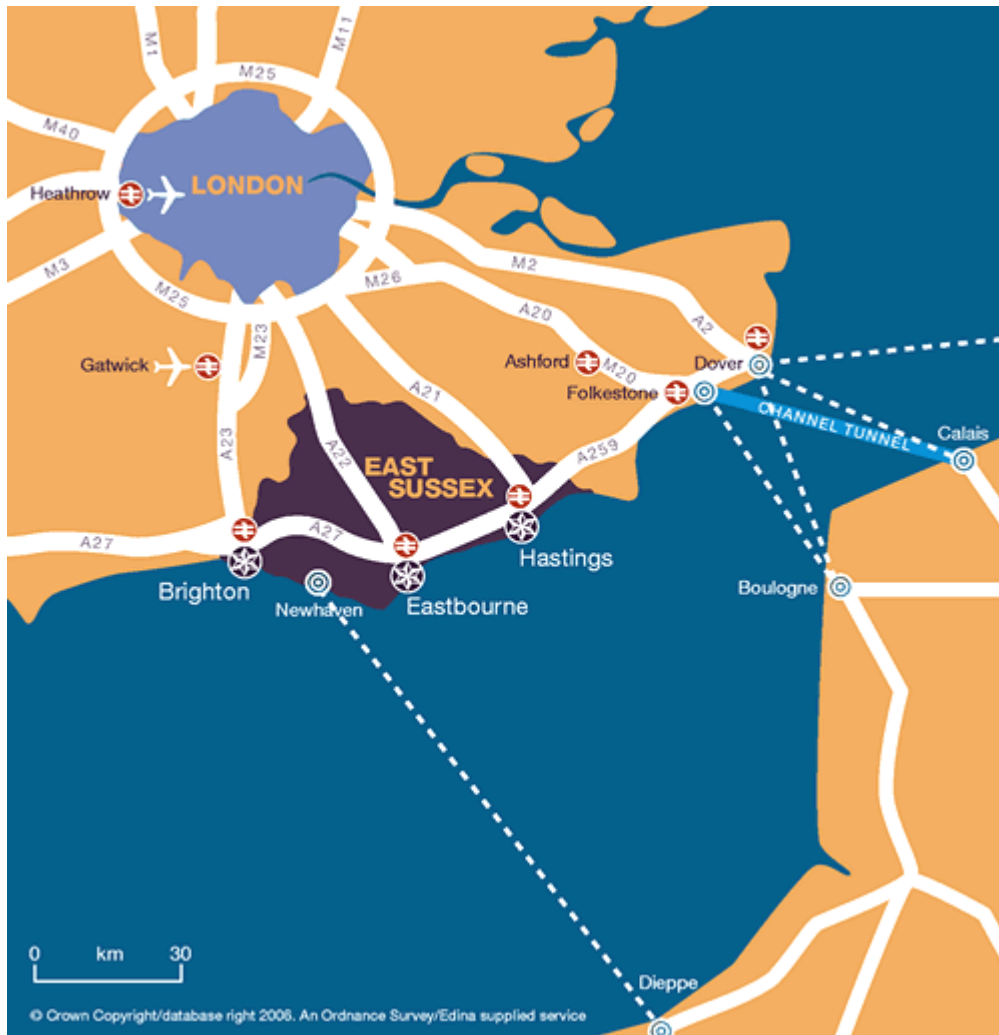 M1
M11
M25
M40
Heathrow
LONDON
M3
M25
M26
M2
A20
A2
M23
Gatwick
Ashford
M20
Dover
Folkestone
A21
CHANNEL TUNNEL
Calais
A23
A22
A259
EAST
SUSSEX
A27
A27
Hastings
Brighton
Newhaven
Eastbourne
Boulogne
0 km 30
Dieppe
© Crown Copyright/database right 2006. An Ordnance Survey/Edina supplied service